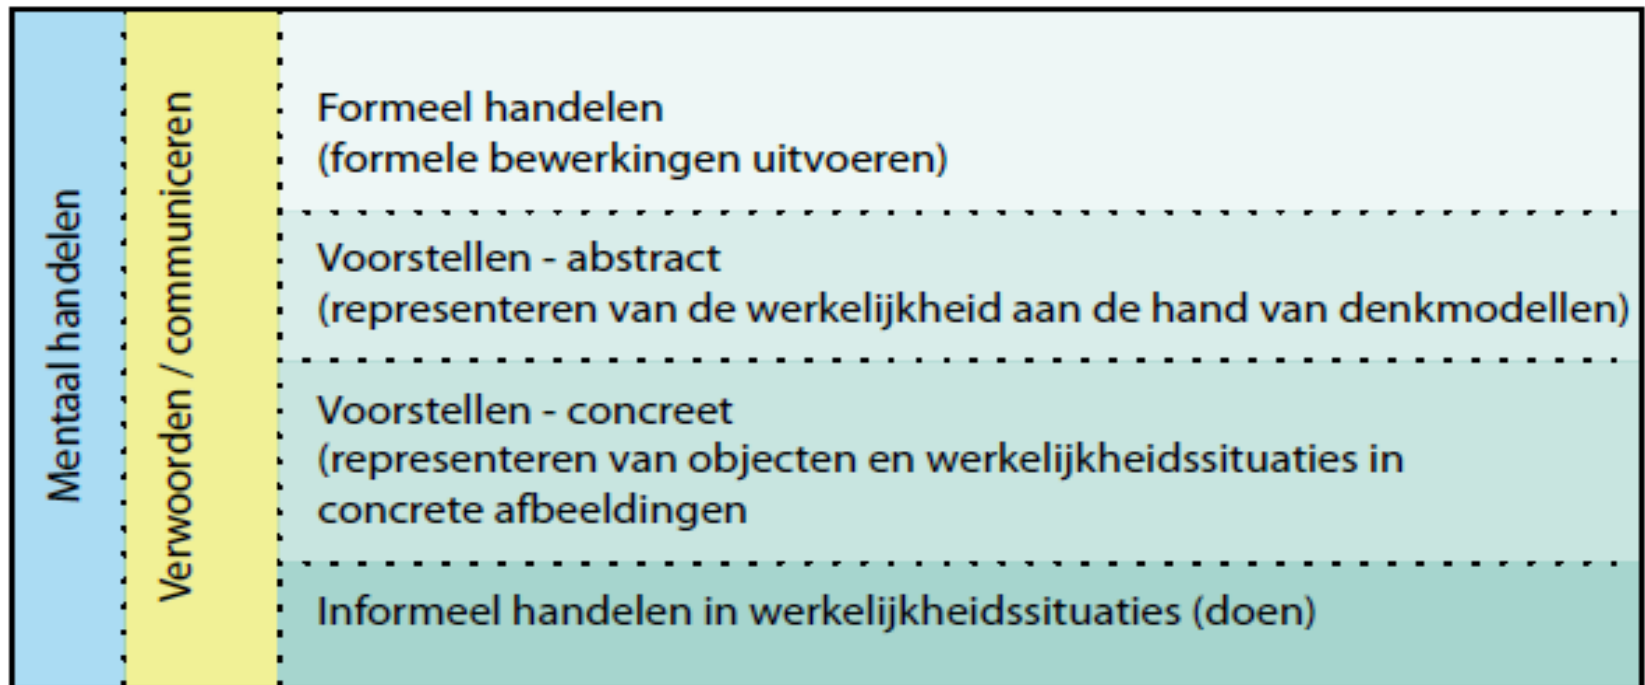 Mentaal handelen
Verwoorden / communiceren
Formeel handelen
(formele bewerkingen uitvoeren)
Voorstellen - abstract
(representeren van de werkelijkheid aan de hand van denkmodellen)
Voorstellen - concreet
(representeren van objecten en werkelijkheidssituaties in
concrete afbeeldingen
Informeel handelen in werkelijkheidssituaties (doen)